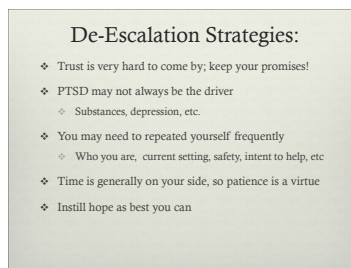 De-Escalation Strategies:
Trust is very hard to come by; keep your promises!
PTSD may not always be the driver
Substances, depression, etc.
You may need to repeated yourself frequently
Who you are, current setting, safety, intent to help, etc
Time is generally on your side, so patience is a virtue
Instill hope as best you can